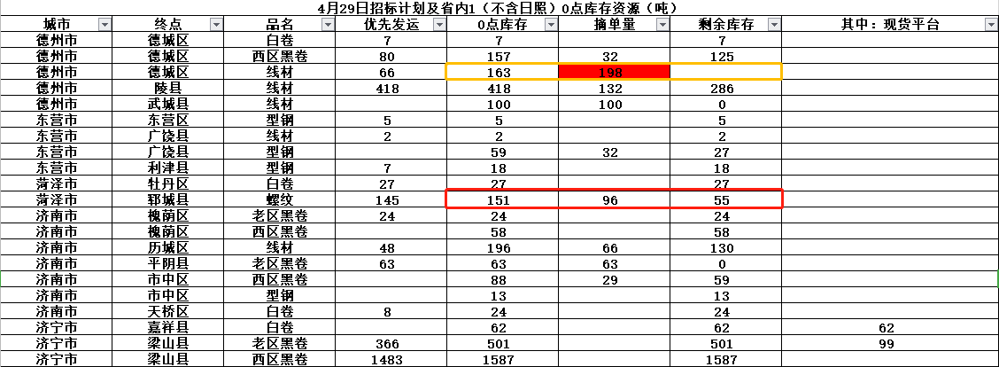 4月29日招标计划及省内1（不含日照）0点库存资源（吨）
城市 终点 品名 优先发运 0点库存 摘单量 剩余库存 其中：现货平台
德州市 德城区 白卷 7 7 7
德州市 德城区 西区黑卷 80 157 32 125
德州市 德城区 线材 66 163 198
德州市 陵县 线材 418 418 132 286
德州市 武城县 线材 100 100 0
东营市 东营区 型钢 5 5 5
东营市 广饶县 线材 2 2 2
东营市 广饶县 型钢 59 32 27
东营市 利津县 型钢 7 18 18
菏泽市 牡丹区 白卷 27 27 27
菏泽市 郓城县 螺纹 145 151 96 55
济南市 槐荫区 老区黑卷 24 24 24
济南市 槐荫区 西区黑卷 58 58
济南市 历城区 线材 48 196 66 130
济南市 平阴县 老区黑卷 63 63 63 0
济南市 市中区 西区黑卷 88 29 59
济南市 市中区 型钢 13 13
济南市 天桥区 白卷 8 24 24
济宁市 嘉祥县 白卷 62 62 62
济宁市 梁山县 老区黑卷 366 501 501 99
济宁市 梁山县 西区黑卷 1483 1587 1587